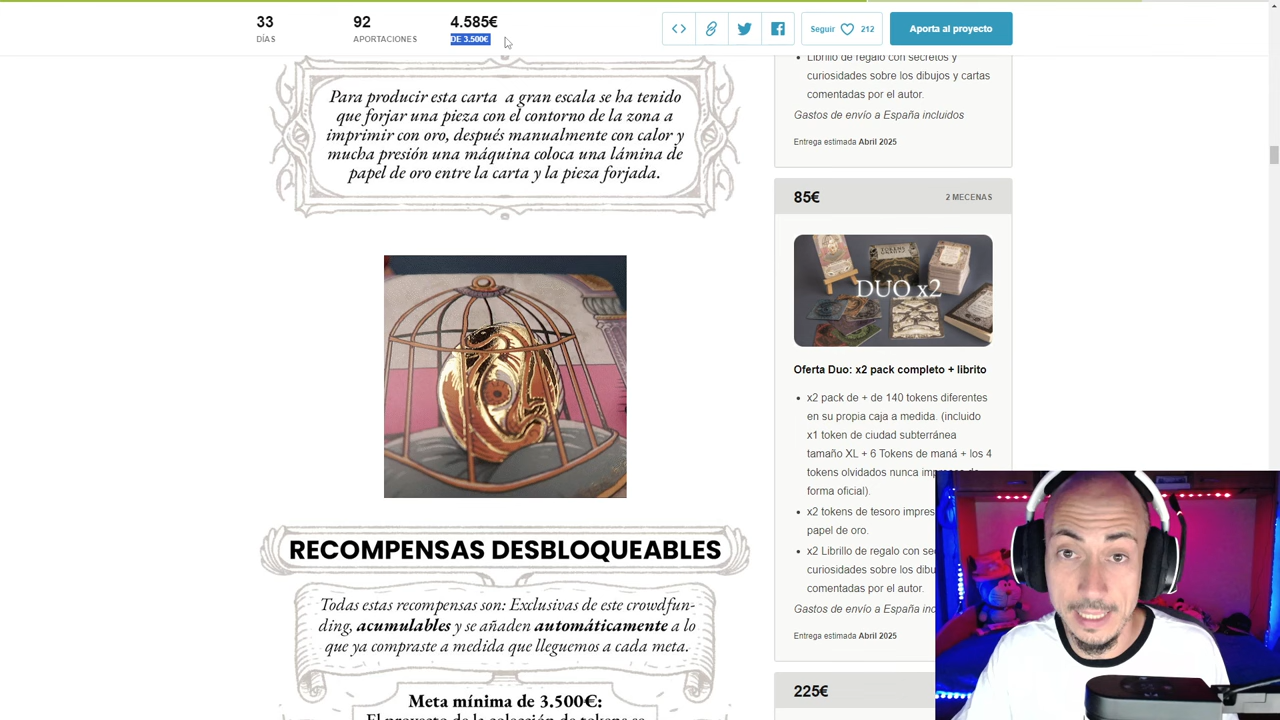 33
DÍAS
92
APORTACIONES
4.585€
DE 3.500€
Seguir
212
Aporta al proyecto
Para producir esta carta a gran escala se ha tenido
que forjar una pieza con el contorno de la zona a
imprimir con oro, después manualmente con calor y
mucha presión una máquina coloca una lámina de
papel de oro entre la carta y la pieza forjada.
RECOMPENSAS DESBLOQUEABLES
Todas estas recompensas son: Exclusivas de este crowdfun-
ding, acumulables y se añaden automáticamente a lo
que ya compraste a medida que lleguemos a cada meta.
Meta mínima de 3.500€:
El proyecto de la colección de tokens se
Librillo de regalo con secretos y
curiosidades sobre los dibujos y cartas
comentadas por el autor.
Gastos de envío a España incluidos
Entrega estimada Abril 2025
85€
2 MECENAS
DUO x2
Oferta Duo: x2 pack completo + librito
x2 pack de + de 140 tokens diferentes
en su propia caja a medida. (incluido
x1 token de ciudad subterránea
tamaño XL + 6 Tokens de maná + los 4
tokens olvidados nunca
forma oficial).
x2 tokens de tesoro
papel de oro.
x2 Librillo de regalo con
curiosidades sobre los
comentadas por el autor.
Gastos de envío a España
Entrega estimada Abril 2025
225€